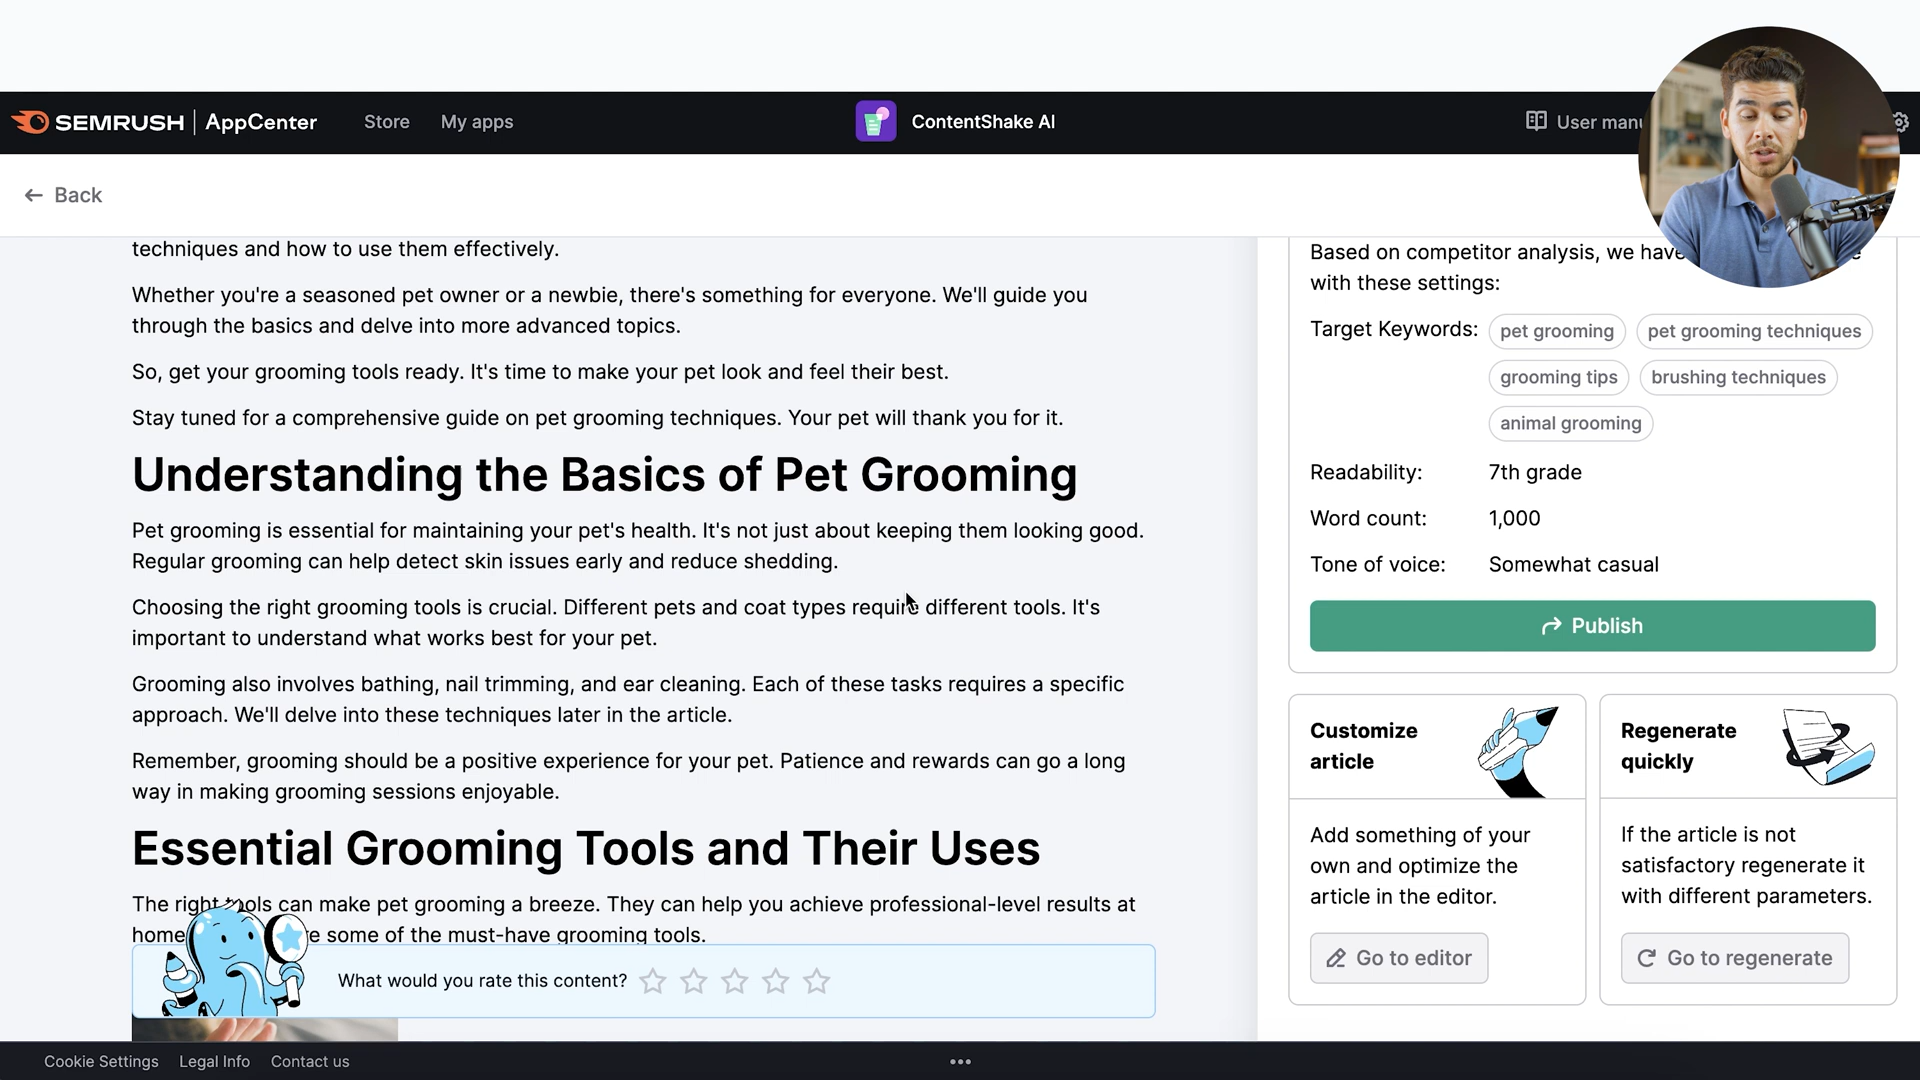 SEMRUSH | AppCenter
Store
My apps
ContentShake AI
User manu
Back
techniques and how to use them effectively.
Whether you're a seasoned pet owner or a newbie, there's something for everyone. We'll guide you
through the basics and delve into more advanced topics.
So, get your grooming tools ready. It's time to make your pet look and feel their best.
Stay tuned for a comprehensive guide on pet grooming techniques. Your pet will thank you for it.
Understanding the Basics of Pet Grooming
Pet grooming is essential for maintaining your pet's health. It's not just about keeping them looking good.
Regular grooming can help detect skin issues early and reduce shedding.
Choosing the right grooming tools is crucial. Different pets and coat types require different tools. It's
important to understand what works best for your pet.
Grooming also involves bathing, nail trimming, and ear cleaning. Each of these tasks requires a specific
approach. We'll delve into these techniques later in the article.
Remember, grooming should be a positive experience for your pet. Patience and rewards can go a long
way in making grooming sessions enjoyable.
Essential Grooming Tools and Their Uses
The right tools can make pet grooming a breeze. They can help you achieve professional-level results at
home some of the must-have grooming tools.
What would you rate this content?
Based on competitor analysis, we have
with these settings:
Target Keywords:
pet grooming
pet grooming techniques
grooming tips
brushing techniques
animal grooming
Readability: 7th grade
Word count: 1,000
Tone of voice: Somewhat casual
Publish
Customize
article
Add something of your
own and optimize the
article in the editor.
Go to editor
Regenerate
quickly
If the article is not
satisfactory regenerate it
with different parameters.
Go to regenerate
Cookie Settings
Legal Info
Contact us